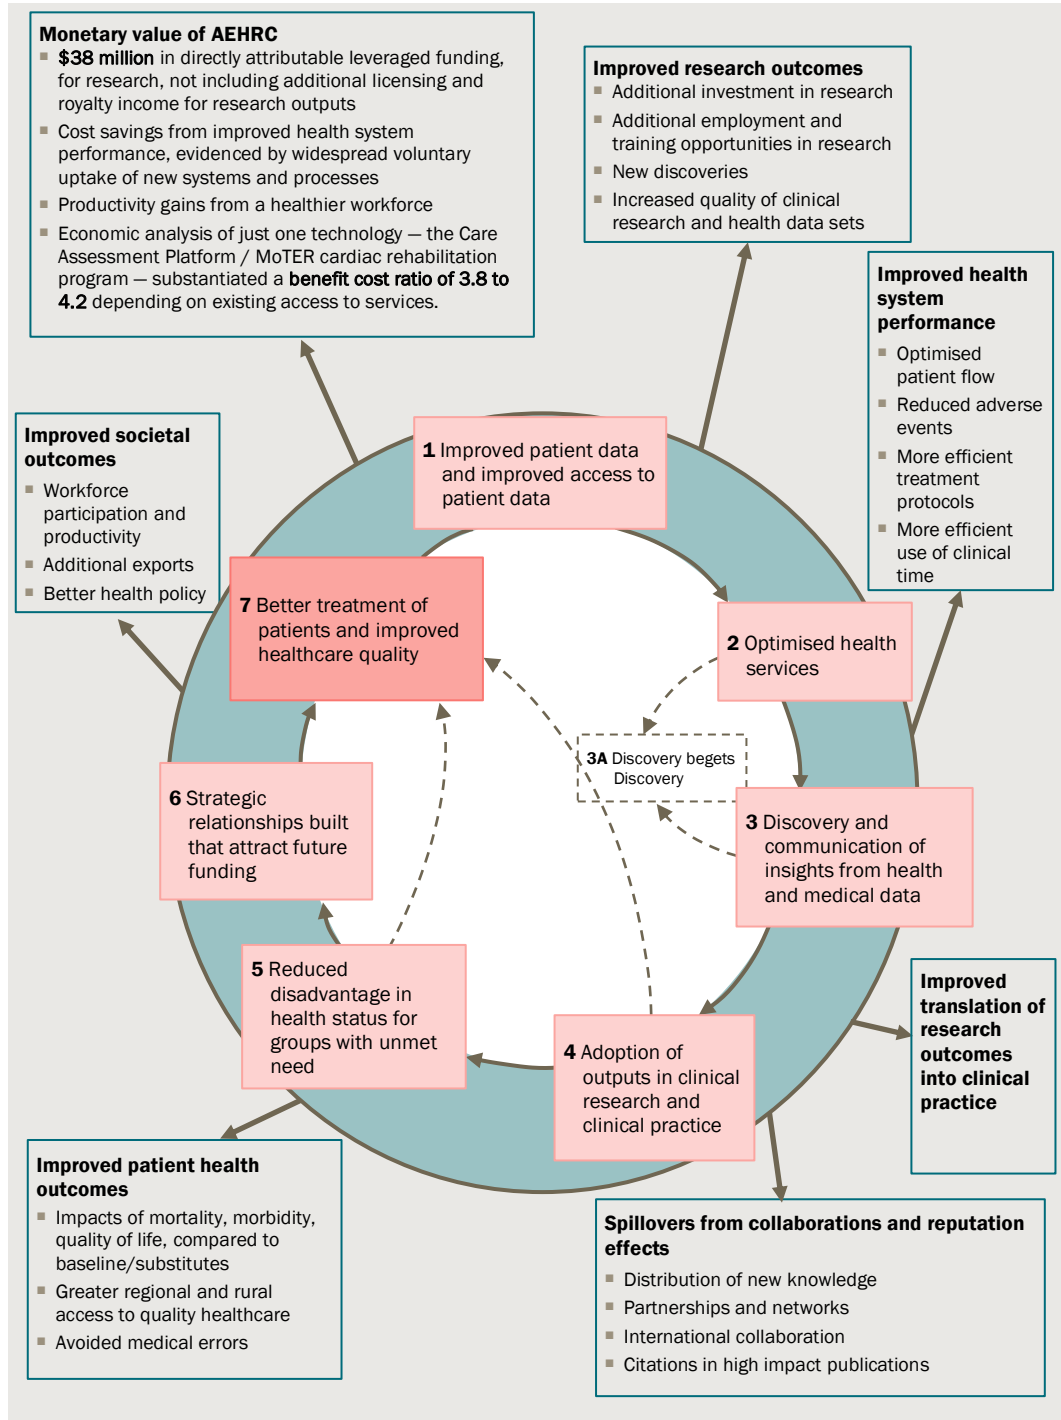 Monetary value of AEHRC
$38 million in directly attributable leveraged funding,
for research, not including additional licensing and
royalty income for research outputs
Cost savings from improved health system
performance, evidenced by widespread voluntary
uptake of new systems and processes
Productivity gains from a healthier workforce
Economic analysis of just one technology — the Care
Assessment Platform / MoTER cardiac rehabilitation
program — substantiated a benefit cost ratio of 3.8 to
4.2 depending on existing access to services.
Improved research outcomes
Additional investment in research
Additional employment and
training opportunities in research
New discoveries
Increased quality of clinical
research and health data sets
Improved health
system
performance
Optimised
patient flow
Reduced adverse
events
More efficient
treatment
protocols
More efficient
use of clinical
time
Improved societal
outcomes
Workforce
participation and
productivity
Additional exports
Better health policy
1 Improved patient data
and improved access to
patient data
7 Better treatment of
patients and improved
healthcare quality
2 Optimised health
services
3A Discovery begets
Discovery
6 Strategic
relationships built
that attract future
funding
3 Discovery and
communication of
insights from health
and medical data
5 Reduced
disadvantage in
health status for
groups with unmet
need
4 Adoption of
outputs in clinical
research and
clinical practice
Improved
translation of
research
outcomes
into clinical
practice
Improved patient health
outcomes
Impacts of mortality, morbidity,
quality of life, compared to
baseline/substitutes
Greater regional and rural
access to quality healthcare
Avoided medical errors
Spillovers from collaborations and reputation
effects
Distribution of new knowledge
Partnerships and networks
International collaboration
Citations in high impact publications